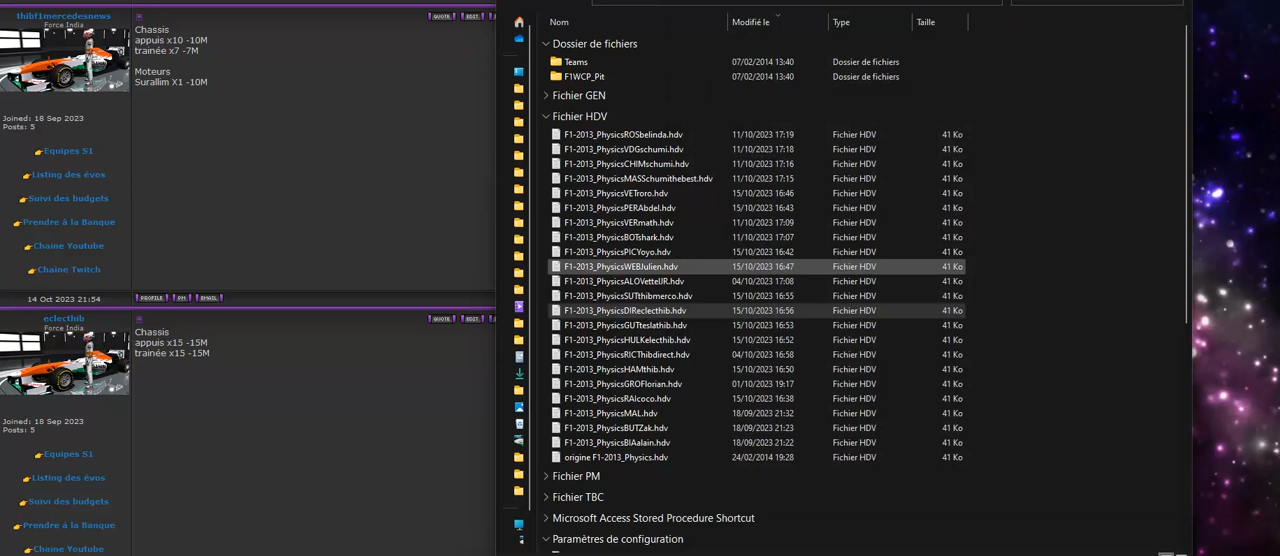 thibf1mercedesnews
Force India
QUOTE
EDIT
Chassis
appuis x10 -10M
trainée x7 -7M
Moteurs
Surallim X1 -10M
Joined: 18 Sep 2023
Posts: 5
👉Equipes S1
👉Listing des évos
👉Suivi des budgets
👉Prendre à la Banque
👉Chaine Youtube
👉Chaine Twitch
14 Oct 2023 21:54
PROFILE
PM
EMAIL
eclecthib
Force India
QUOTE
EDIT
Chassis
appuis x15 -15M
trainée x15 -15M
Joined: 18 Sep 2023
Posts: 5
👉Equipes S1
👉Listing des évos
👉Suivi des budgets
👉Prendre à la Banque
👉Chaine Youtube
Nom Modifié le Type Taille
Dossier de fichiers
Teams 07/02/2014 13:40 Dossier de fichiers
F1WCP_Pit 07/02/2014 13:40 Dossier de fichiers
Fichier GEN
Fichier HDV
F1-2013_PhysicsROSbelinda.hdv 11/10/2023 17:19 Fichier HDV 41 Ko
F1-2013_PhysicsVDGschumi.hdv 11/10/2023 17:18 Fichier HDV 41 Ko
F1-2013_PhysicsCHIMschumi.hdv 11/10/2023 17:16 Fichier HDV 41 Ko
F1-2013_PhysicsMASSchumithebest.hdv 11/10/2023 17:15 Fichier HDV 41 Ko
F1-2013_PhysicsVETroro.hdv 15/10/2023 16:46 Fichier HDV 41 Ko
F1-2013_PhysicsPERAbdel.hdv 15/10/2023 16:43 Fichier HDV 41 Ko
F1-2013_PhysicsVERmath.hdv 11/10/2023 17:09 Fichier HDV 41 Ko
F1-2013_PhysicsBOTshark.hdv 11/10/2023 17:07 Fichier HDV 41 Ko
F1-2013_PhysicsPICYoyo.hdv 15/10/2023 16:42 Fichier HDV 41 Ko
F1-2013_PhysicsWEBJulien.hdv 15/10/2023 16:47 Fichier HDV 41 Ko
F1-2013_PhysicsALOVettelJR.hdv 04/10/2023 17:08 Fichier HDV 41 Ko
F1-2013_PhysicsSUTthibmerco.hdv 15/10/2023 16:55 Fichier HDV 41 Ko
F1-2013_PhysicsDIReclecthib.hdv 15/10/2023 16:56 Fichier HDV 41 Ko
F1-2013_PhysicsGUTteslathib.hdv 15/10/2023 16:53 Fichier HDV 41 Ko
F1-2013_PhysicsHULKelecthib.hdv 15/10/2023 16:52 Fichier HDV 41 Ko
F1-2013_PhysicsRICThibdirect.hdv 04/10/2023 16:58 Fichier HDV 41 Ko
F1-2013_PhysicsHAMthib.hdv 15/10/2023 16:50 Fichier HDV 41 Ko
F1-2013_PhysicsGROFlorian.hdv 01/10/2023 19:17 Fichier HDV 41 Ko
F1-2013_PhysicsRAIcoco.hdv 15/10/2023 16:38 Fichier HDV 41 Ko
F1-2013_PhysicsMAL.hdv 18/09/2023 21:32 Fichier HDV 41 Ko
F1-2013_PhysicsBUTZak.hdv 18/09/2023 21:23 Fichier HDV 41 Ko
F1-2013_PhysicsBIAalain.hdv 18/09/2023 21:22 Fichier HDV 41 Ko
origine F1-2013_Physics.hdv 24/02/2014 19:28 Fichier HDV 41 Ko
Fichier PM
Fichier TBC
Microsoft Access Stored Procedure Shortcut
Paramètres de configuration